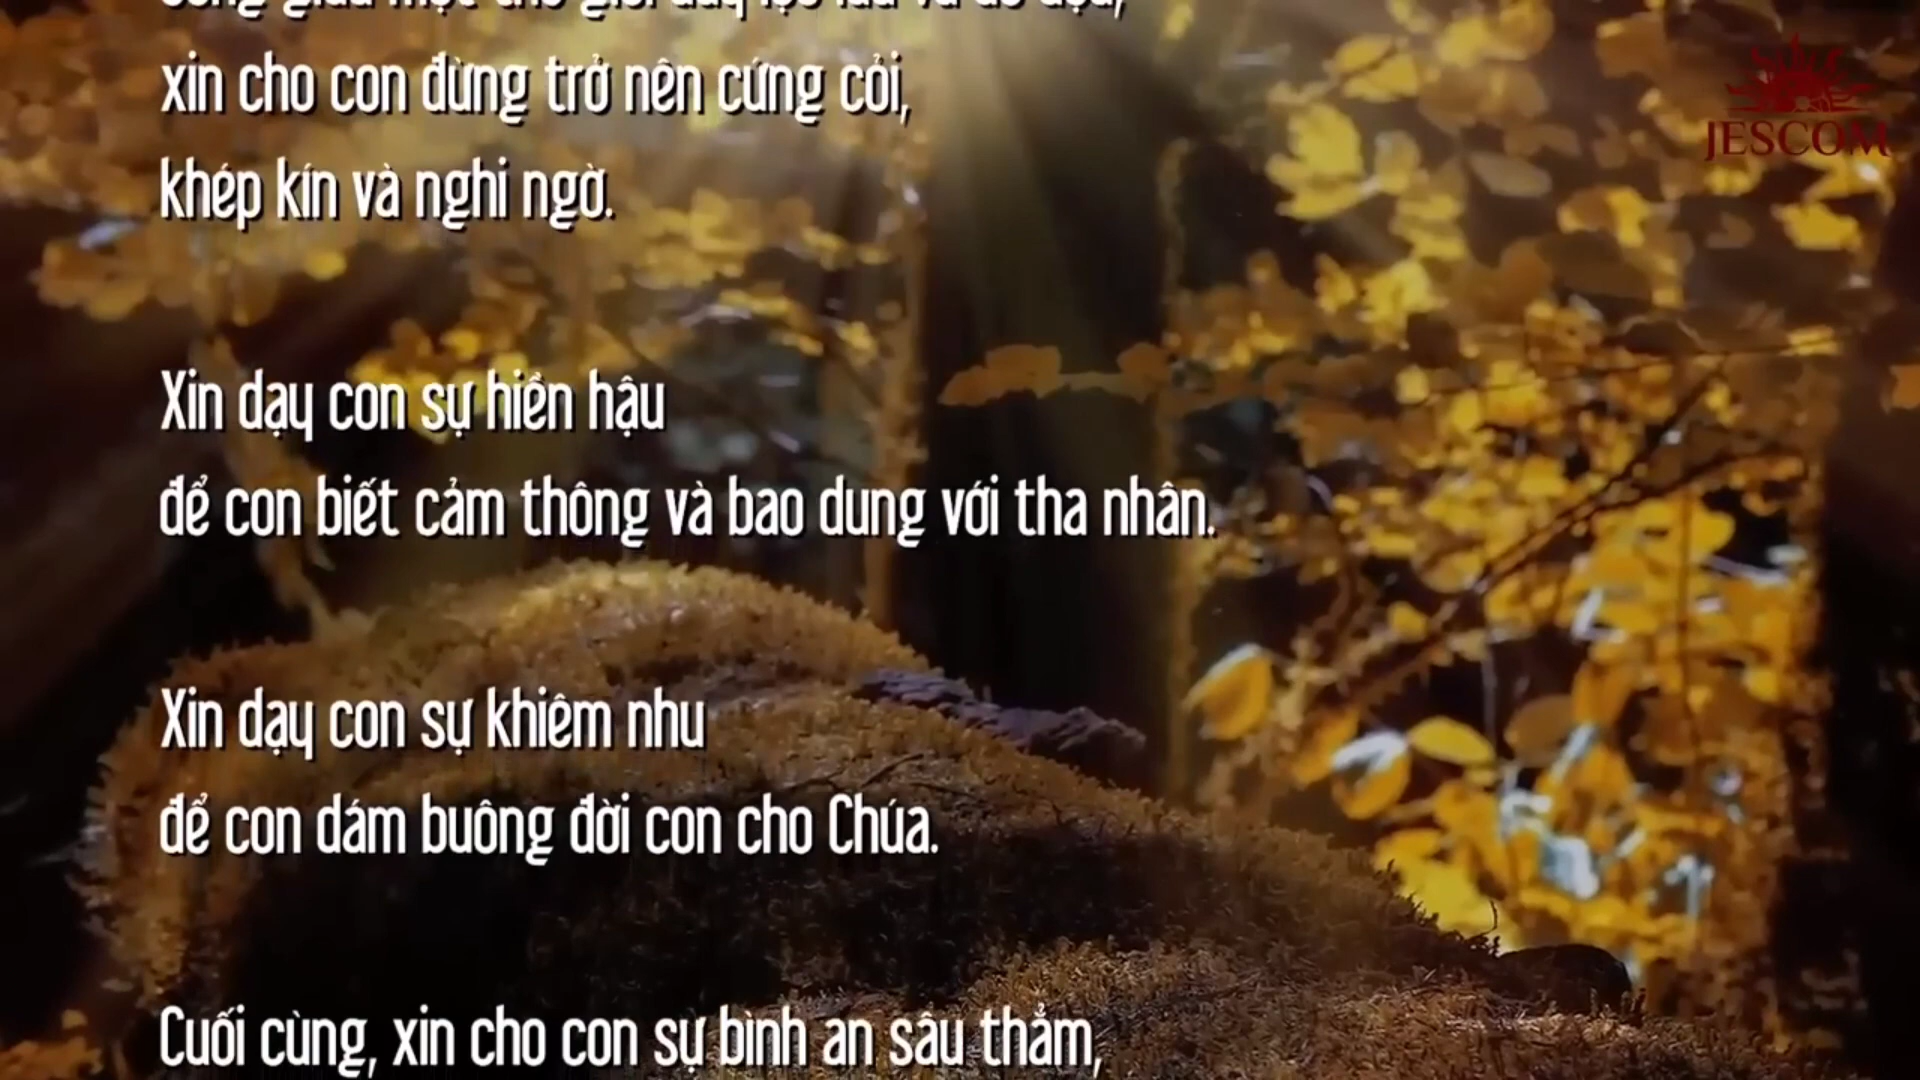 xin cho con đừng trở nên cứng cỏi,
khép kín và nghi ngờ.
Xin dạy con sự hiền hậu
để con biết cảm thông và bao dung với tha nhân.
Xin dạy con sự khiêm nhu
để con dám buông đời con cho Chúa.
Cuối cùng, xin cho con sự bình an sâu thẳm,
JESCOM